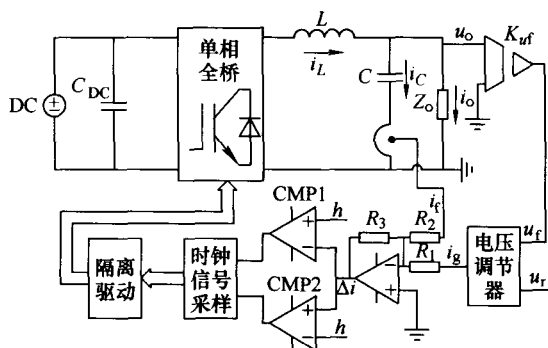 DC
C_DC
单相
全桥
L
i_L
C
i_C
Z_o
i_o
u_o
K_uf
i_f
R_3
R_2
R_1
i_g
u_f
u_r
电压
调节
器
CMP1
h
CMP2
h
Δi
时钟
信号
采样
隔离
驱动